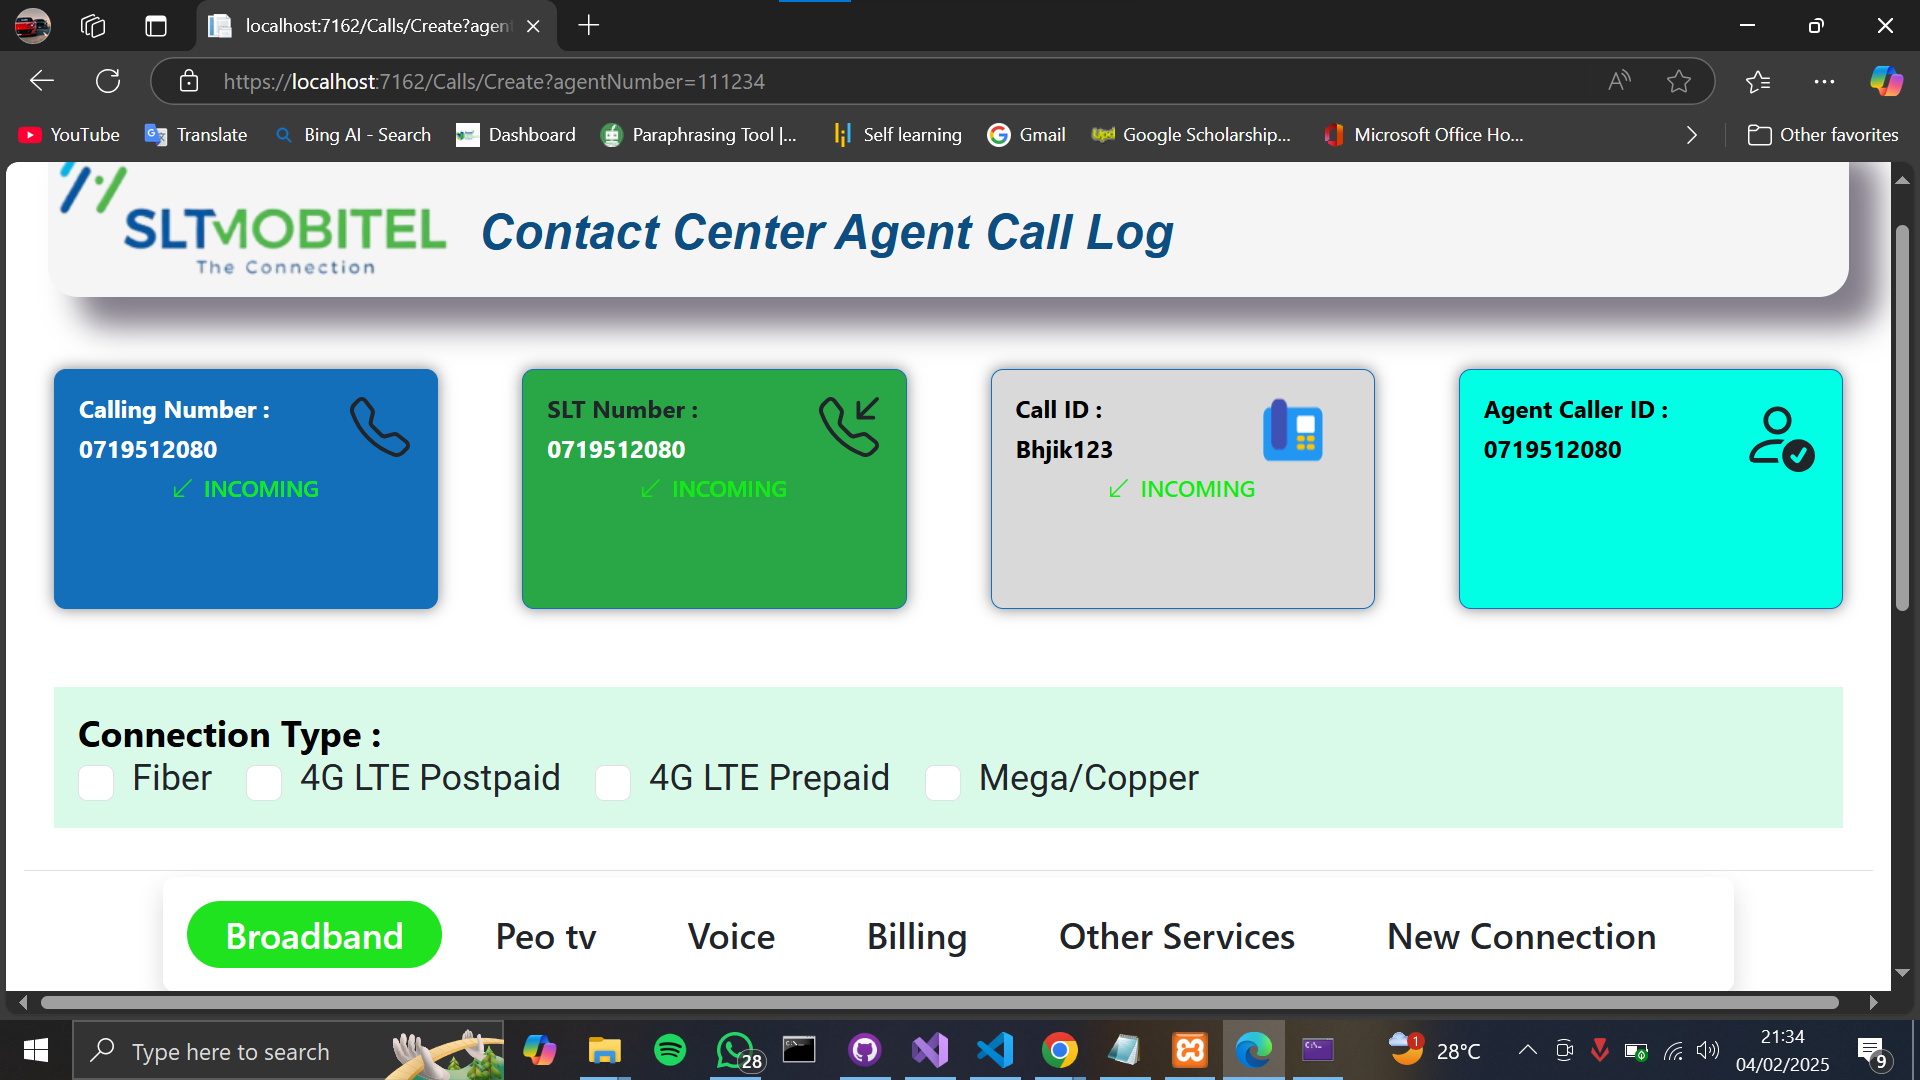 localhost:7162/Calls/Create?agent
https://localhost:7162/Calls/Create?agentNumber=111234
YouTube
Translate
Bing AI - Search
Dashboard
Paraphrasing Tool |...
Self learning
Gmail
Google Scholarship...
Microsoft Office Ho...
Other favorites
SLTMOBITEL
The Connection
Contact Center Agent Call Log
Calling Number :
0719512080
INCOMING
SLT Number :
0719512080
INCOMING
Call ID :
Bhjik123
INCOMING
Agent Caller ID :
0719512080
Connection Type :
Fiber
4G LTE Postpaid
4G LTE Prepaid
Mega/Copper
Broadband
Peo tv
Voice
Billing
Other Services
New Connection
Type here to search
28
1
28°C
21:34
04/02/2025
9